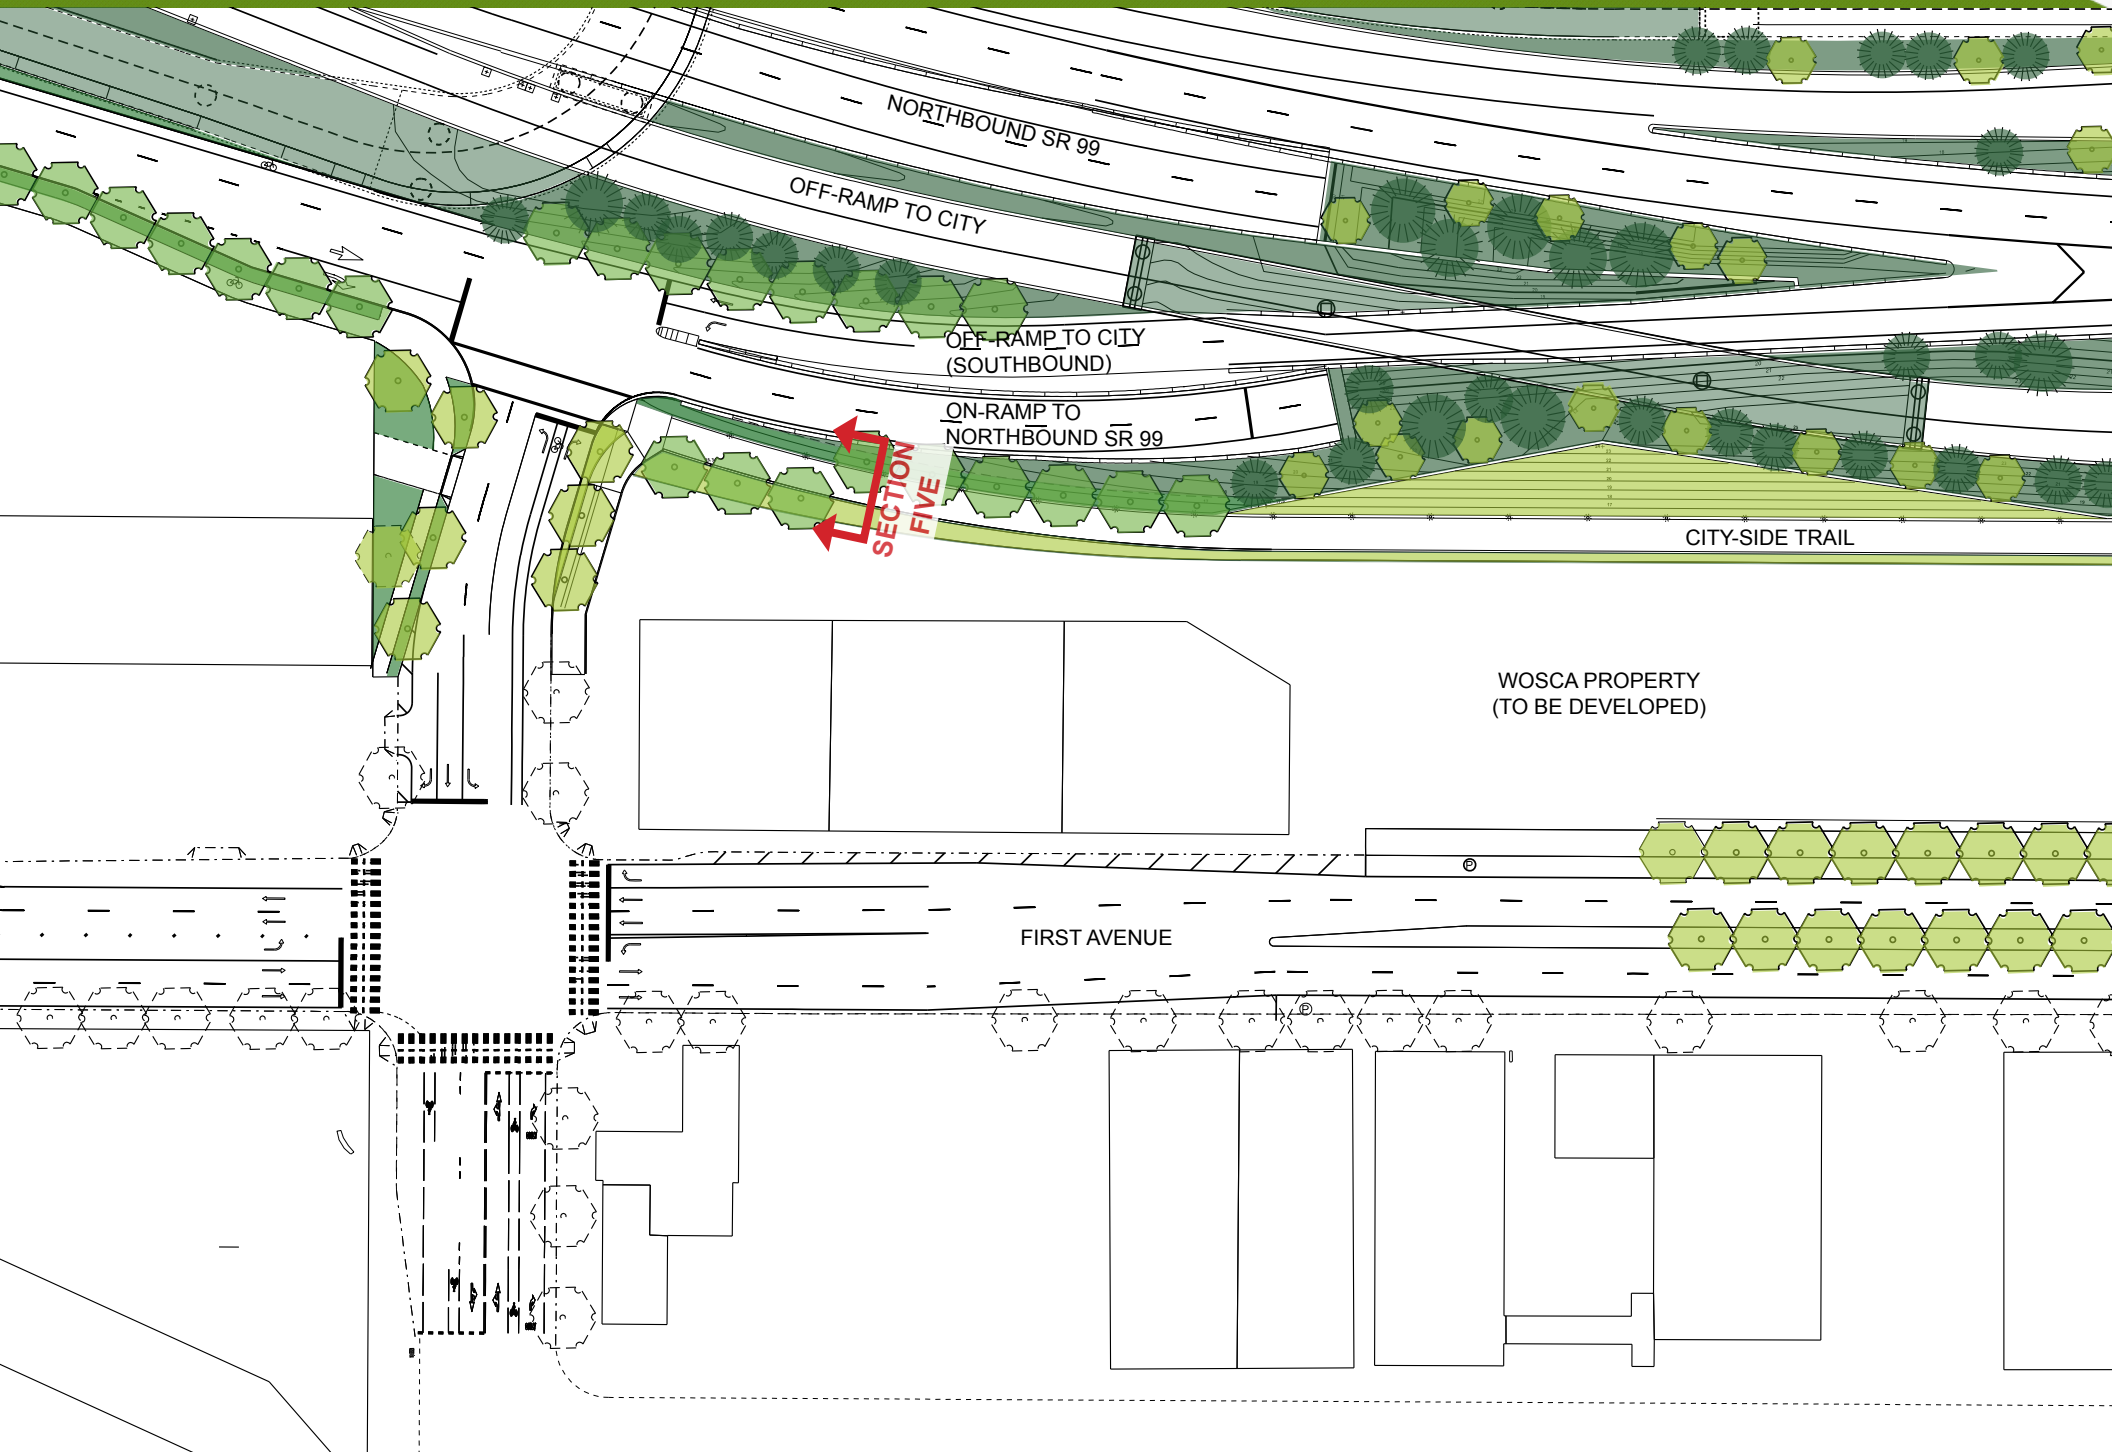 NORTHBOUND SR 99
OFF-RAMP TO CITY
OFF-RAMP TO CITY
(SOUTHBOUND)
ON-RAMP TO
NORTHBOUND SR 99
SECTION
FIVE
CITY-SIDE TRAIL
WOSCA PROPERTY
(TO BE DEVELOPED)
P
FIRST AVENUE
P